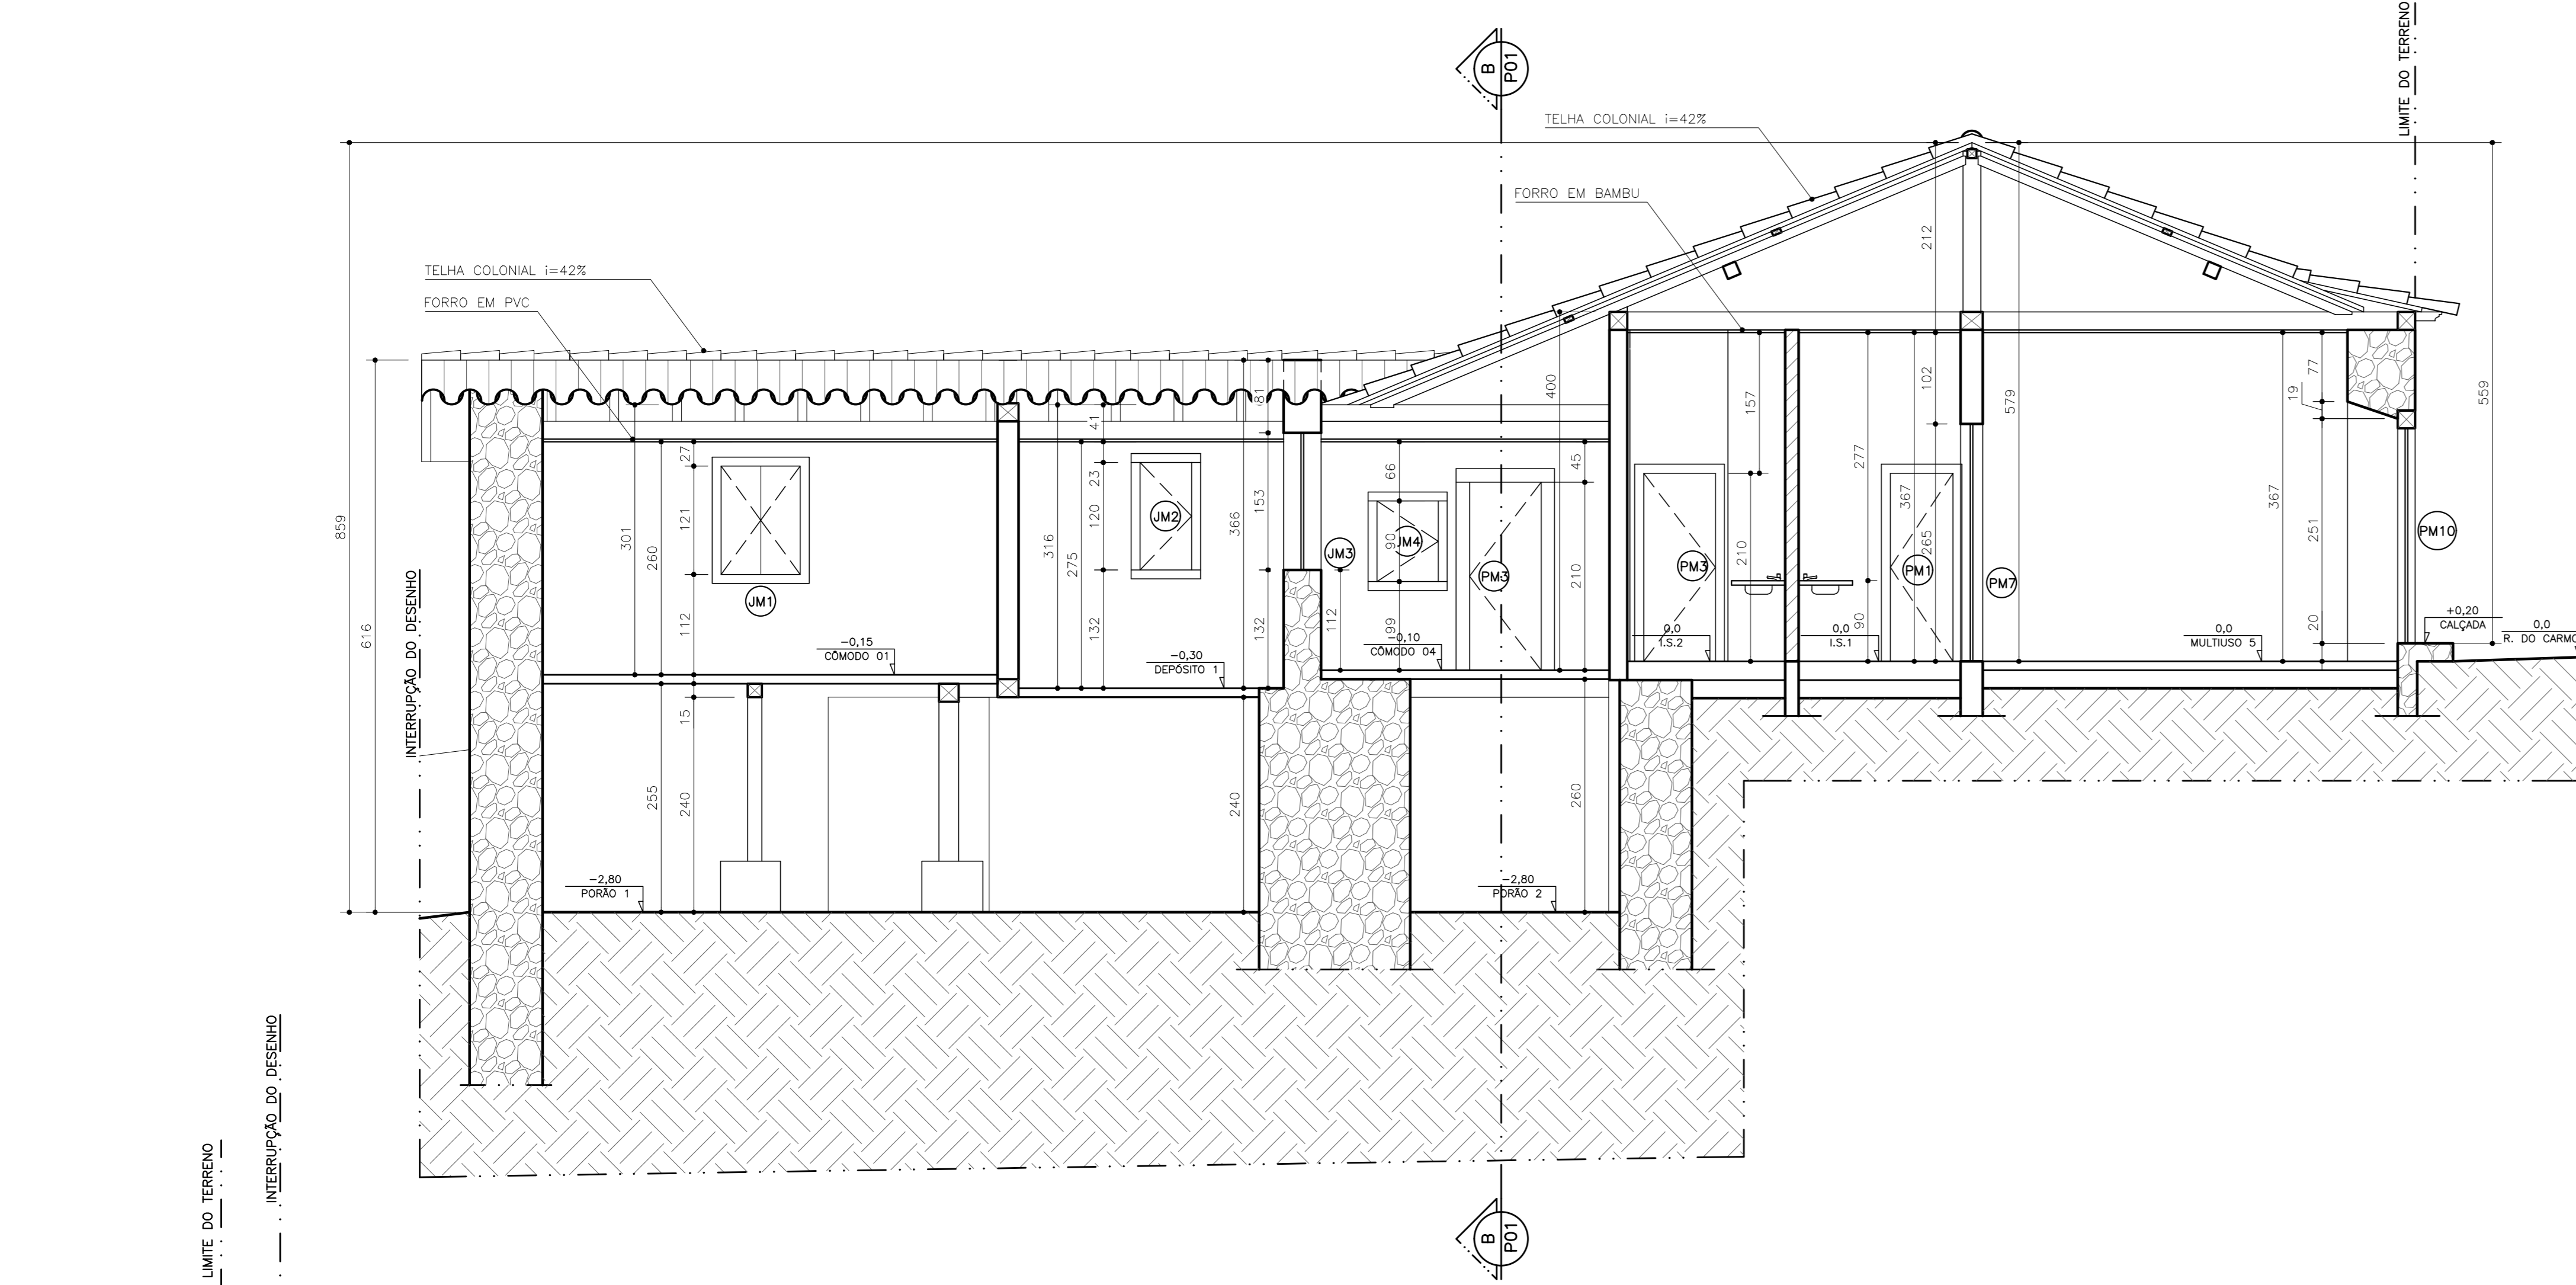 LIMITE DO TERRENO
B
P01
TELHA COLONIAL i=42%
FORRO EM BAMBU
TELHA COLONIAL i=42%
FORRO EM PVC
859
616
INTERRUPÇÃO DO DESENHO
301
260
27
121
112
JM1
-0,15
CÔMODO 01
255
15
240
-2,80
PORÃO 1
316
275
41
23
120
132
JM2
-0,30
DEPÓSITO 1
366
240
81
153
132
JM3
112
66
90
99
JM4
-0,10
CÔMODO 04
PM3
400
45
210
260
-2,80
PORÃO 2
157
210
PM3
0,0
I.S.2
277
90
0,0
I.S.1
367
212
102
265
PM1
579
PM7
0,0
MULTIUSO 5
367
77
19
251
20
PM10
559
+0,20
CALÇADA
0,0
R. DO CARMO
INTERRUPÇÃO DO DESENHO
LIMITE DO TERRENO
B
P01